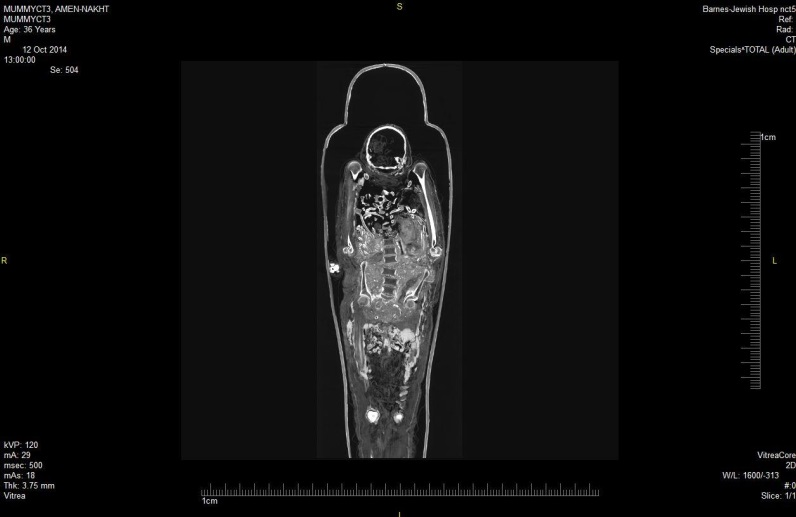 S
MUMMYCT3, AMEN-NAKHT
MUMMYCT3
Age: 36 Years
M
12 Oct 2014
13:00:00
Se: 504
Barnes-Jewish Hosp nct5
Ref:
Rad:
CT
Specials^TOTAL (Adult)
1cm
R
L
kVP: 120
mA: 29
msec: 500
mAs: 18
Thk: 3.75 mm
Vitrea
VitreaCore
2D
W/L: 1600/-313
#:0
Slice: 1/1
1cm